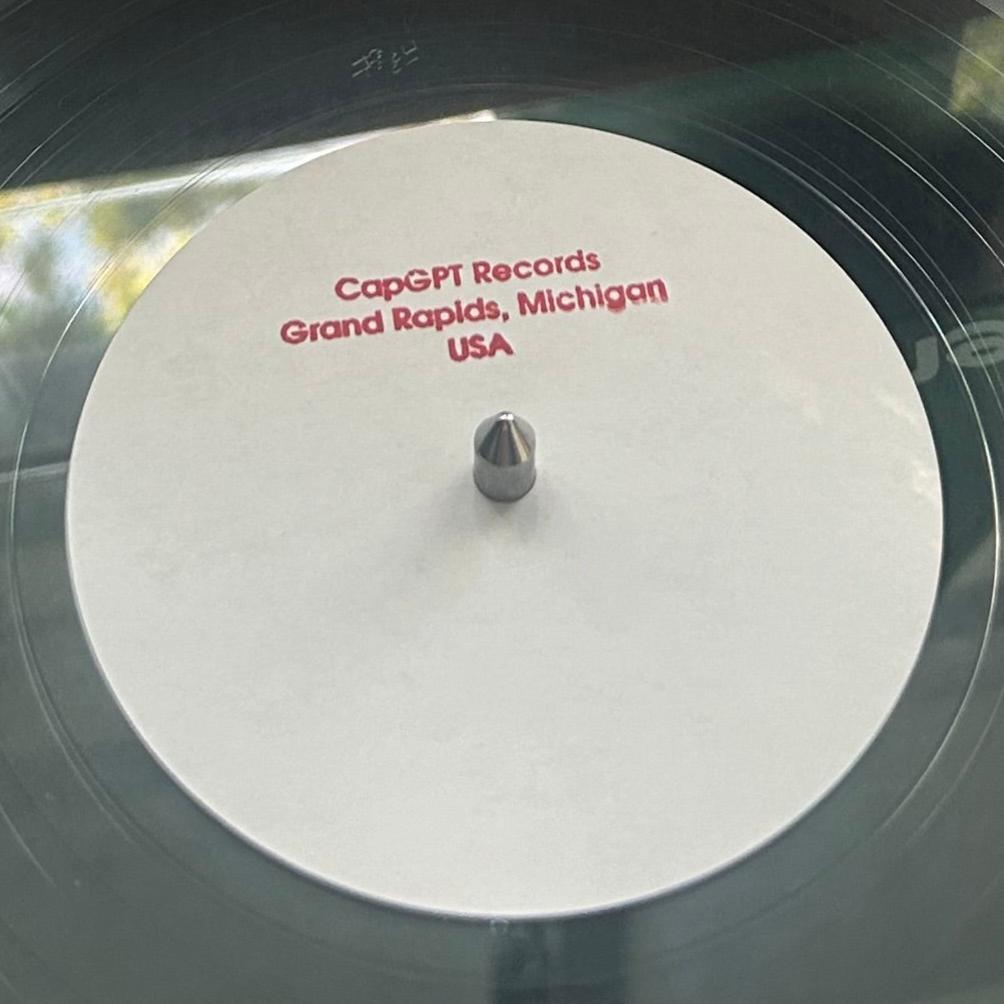 CapGPT Records
Grand Rapids, Michigan
USA